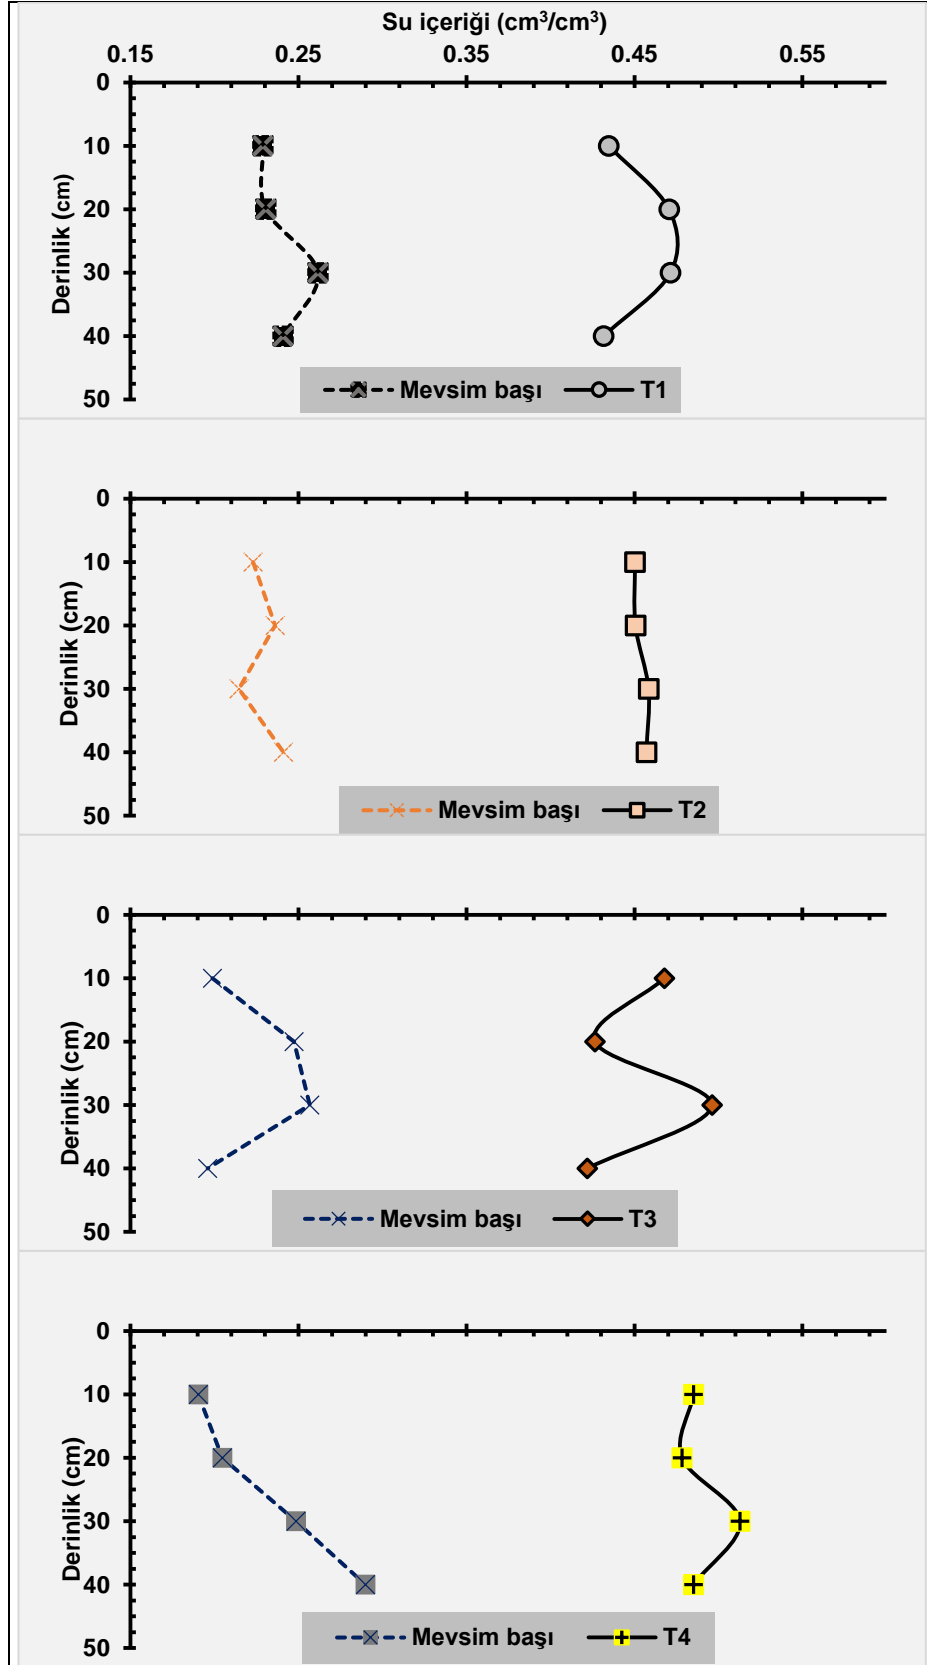 Su içeriği (cm³/cm³)
0.15 0.25 0.35 0.45 0.55
0
10
20
30
40
50
Derinlik (cm)
Mevsim başı T1
0
10
20
30
40
50
Derinlik (cm)
Mevsim başı T2
0
10
20
30
40
50
Derinlik (cm)
Mevsim başı T3
0
10
20
30
40
50
Derinlik (cm)
Mevsim başı T4